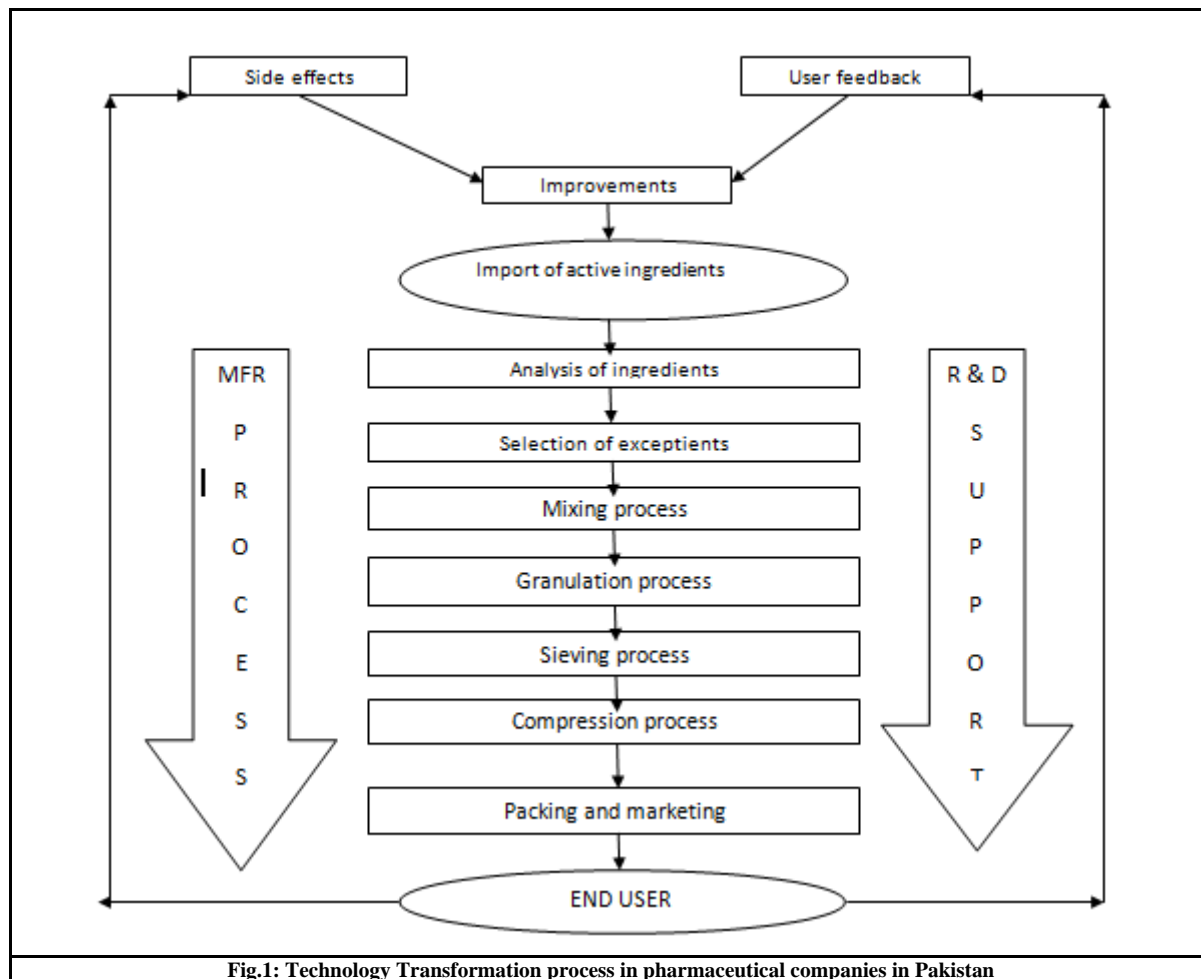 Side effects
User feedback
Improvements
Import of active ingredients
MFR
P
R
O
C
E
S
S
Analysis of ingredients
Selection of exceptients
Mixing process
Granulation process
Sieving process
Compression process
Packing and marketing
R & D
S
U
P
P
O
R
T
END USER
Fig.1: Technology Transformation process in pharmaceutical companies in Pakistan